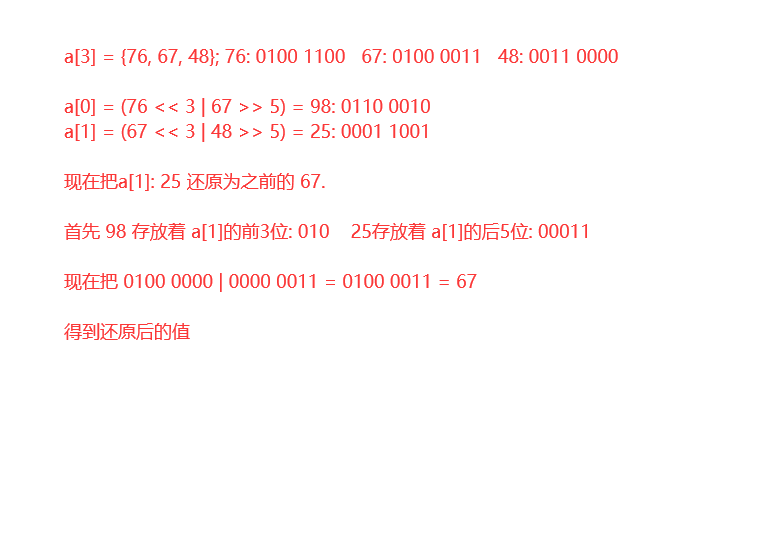 a[3] = {76, 67, 48}; 76: 0100 1100   67: 0100 0011   48: 0011 0000
a[0] = (76 << 3 | 67 >> 5) = 98: 0110 0010
a[1] = (67 << 3 | 48 >> 5) = 25: 0001 1001
现在把a[1]: 25 还原为之前的 67.
首先 98 存放着 a[1]的前3位: 010    25存放着 a[1]的后5位: 00011
现在把 0100 0000 | 0000 0011 = 0100 0011 = 67
得到还原后的值